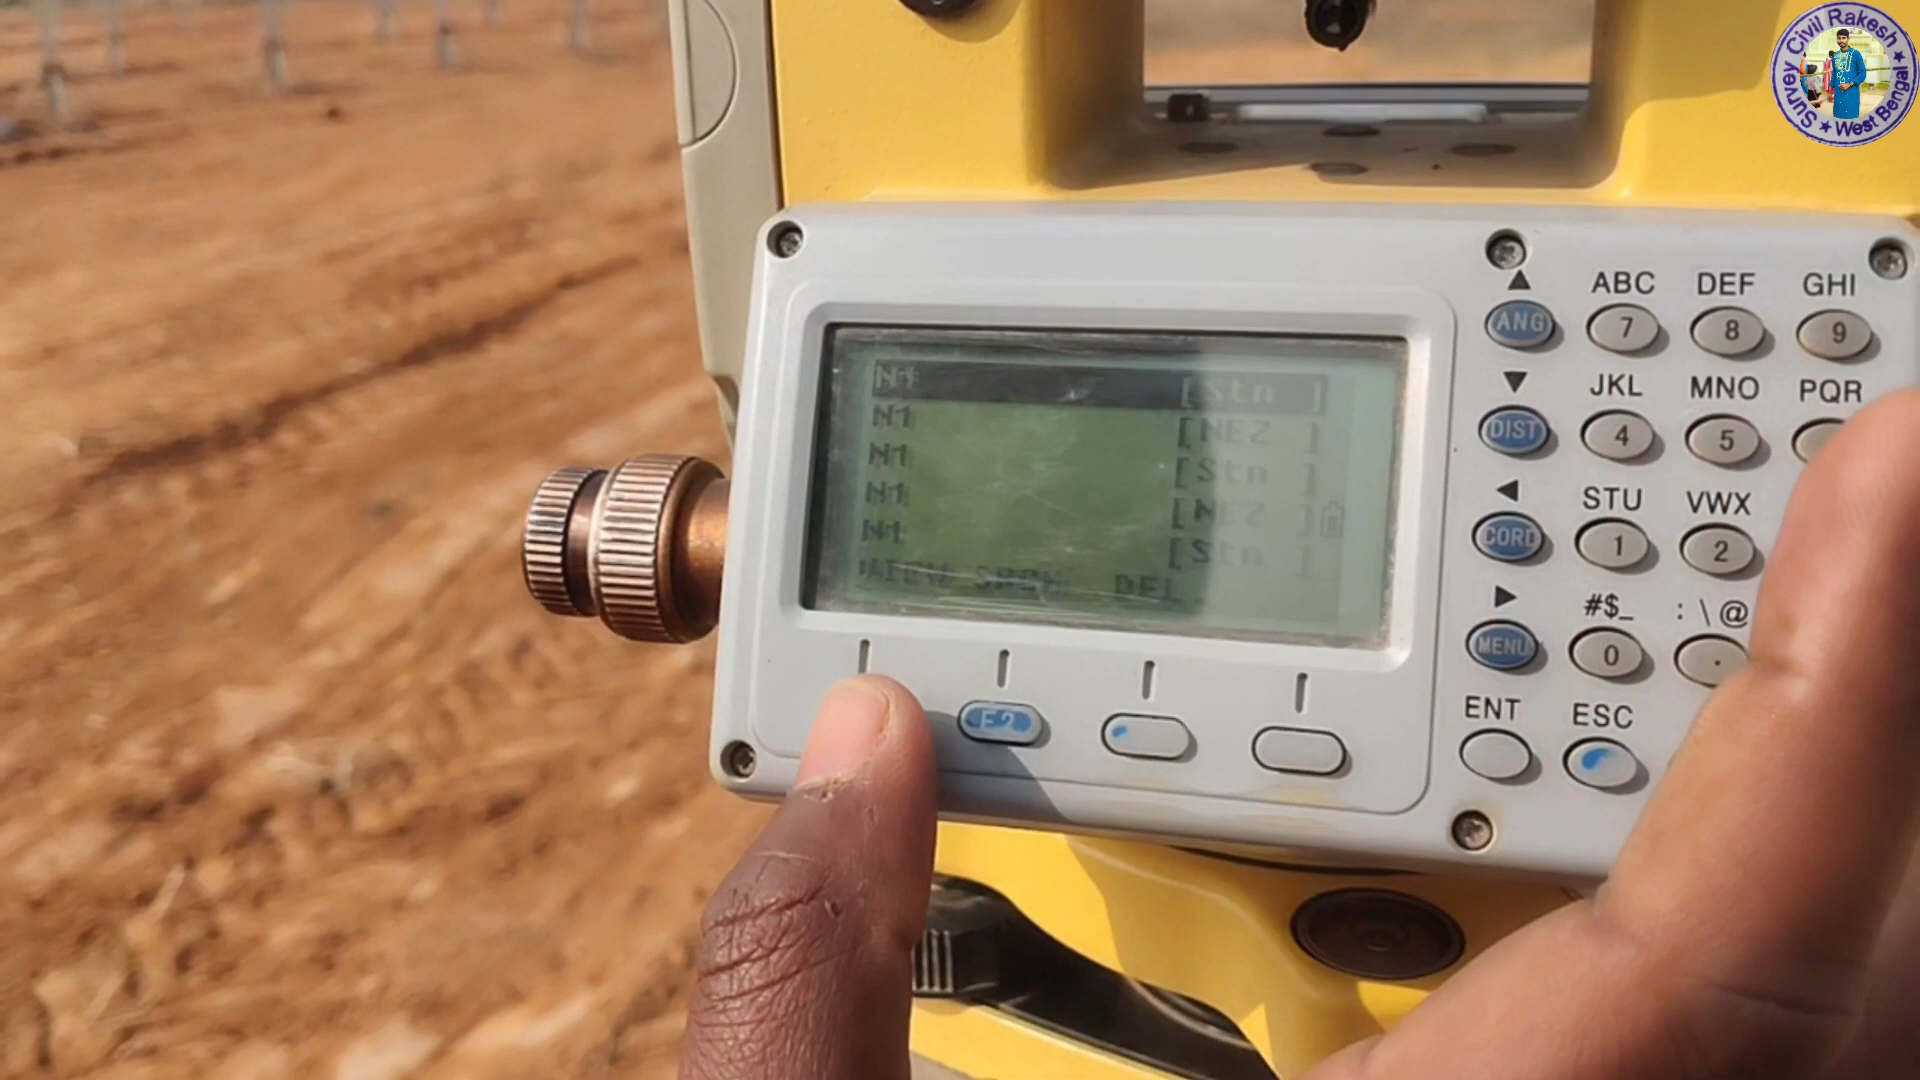 Survey Civil Rakesh
★ West Bengal ★
N1 [Stn ]
N1 [NEZ ]
N1 [Stn ]
N1 [NEZ ]
N1 [Stn ]
VIEW SRCH DEL
▲ ABC DEF GHI
ANG 7 8 9
▼ JKL MNO PQR
DIST 4 5
◀ STU VWX
CORD 1 2
▶ #$_ :\@
MENU 0 .
ENT ESC
F2